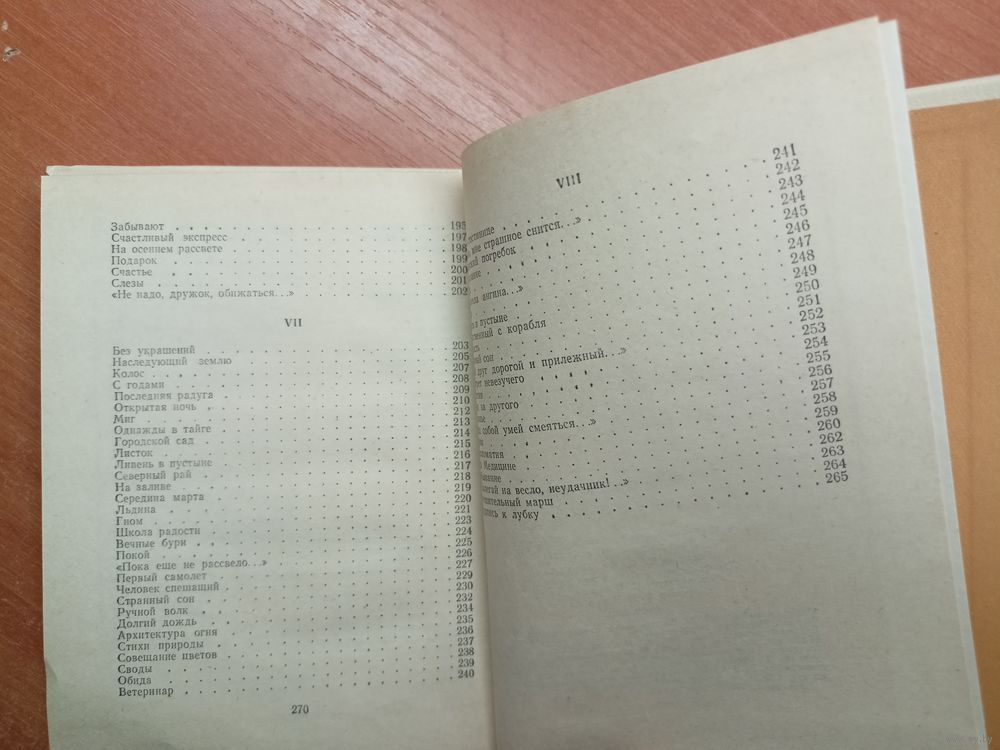 Забывают . . . 195
Счастливый экспресс . . . 197
На осеннем рассвете . . . 198
Подарок . . . 199
Счастье . . . 200
Слезы . . . 201
«Не надо, дружок, обижаться. . .» . . . 202
VII
Без украшений . . . 203
Наследующий землю . . . 205
Колос . . . 207
С годами . . . 208
Последняя радуга . . . 209
Открытая ночь . . . 210
Миг . . . 212
Однажды в тайге . . . 213
Городской сад . . . 214
Листок . . . 215
Ливень в пустыне . . . 216
Северный рай . . . 217
На заливе . . . 218
Середина марта . . . 219
Льдина . . . 220
Гном . . . 221
Школа радости . . . 223
Вечные бури . . . 224
Покой . . . 225
«Пока еще не рассвело. . .» . . . 226
Первый самолет . . . 227
Человек спешащий . . . 229
Странный сон . . . 230
Ручной волк . . . 232
Долгий дождь . . . 234
Архитектура огня . . . 235
Стихи природы . . . 236
Совещание цветов . . . 237
Своды . . . 238
Обида . . . 239
Ветеринар . . . 240
270
VIII
. . . 241
мне страшное снится. . .» . . . 242
погребок . . . 243
. . . 244
. . . 245
ангина. . .» . . . 246
. . . 247
в пустыне . . . 248
с корабля . . . 249
. . . 250
сон . . . 251
друг дорогой и прилежный. . .» . . . 252
невезучего . . . 253
. . . 254
за другого . . . 255
. . . 256
собой умей смеяться. . .» . . . 257
. . . 258
. . . 259
Медицине . . . 260
. . . 262
на весло, неудачник!. .» . . . 263
марш . . . 264
к лубку . . . 265